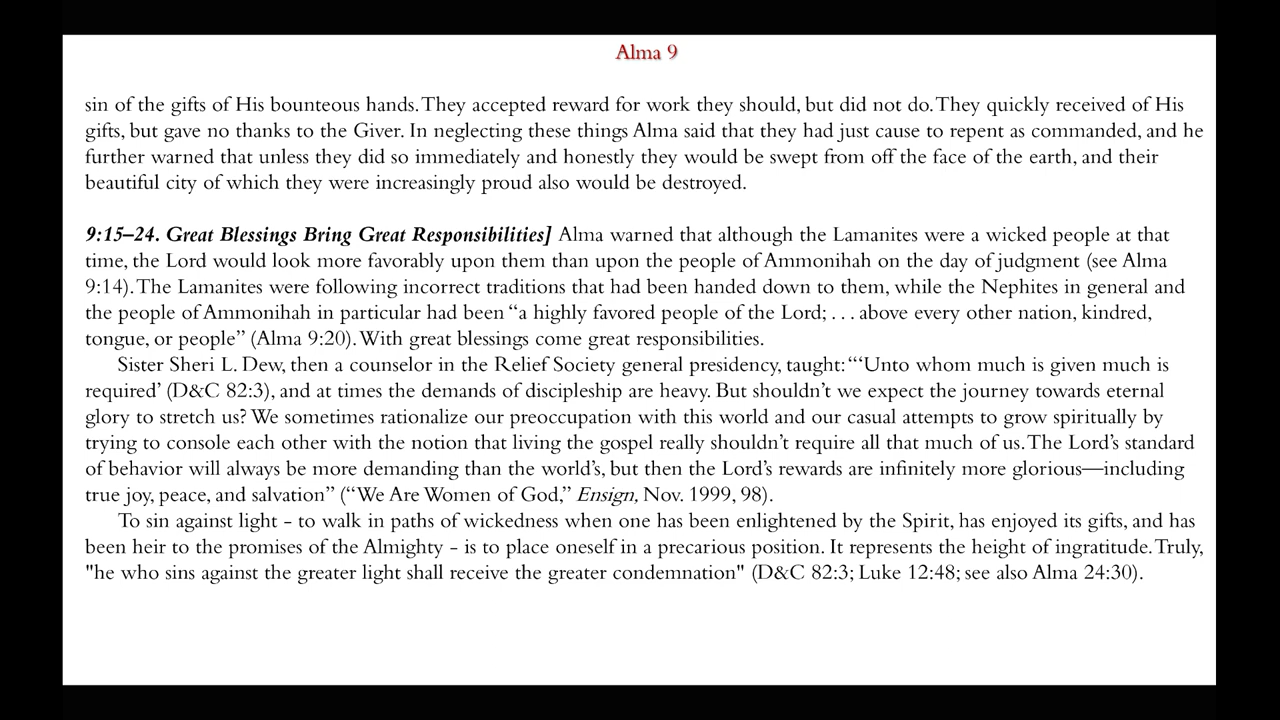 Alma 9
sin of the gifts of His bounteous hands. They accepted reward for work they should, but did not do. They quickly received of His
gifts, but gave no thanks to the Giver. In neglecting these things Alma said that they had just cause to repent as commanded, and he
further warned that unless they did so immediately and honestly they would be swept from off the face of the earth, and their
beautiful city of which they were increasingly proud also would be destroyed.
9:15–24. Great Blessings Bring Great Responsibilities] Alma warned that although the Lamanites were a wicked people at that
time, the Lord would look more favorably upon them than upon the people of Ammonihah on the day of judgment (see Alma
9:14). The Lamanites were following incorrect traditions that had been handed down to them, while the Nephites in general and
the people of Ammonihah in particular had been “a highly favored people of the Lord; . . . above every other nation, kindred,
tongue, or people” (Alma 9:20). With great blessings come great responsibilities.
Sister Sheri L. Dew, then a counselor in the Relief Society general presidency, taught: “‘Unto whom much is given much is
required’ (D&C 82:3), and at times the demands of discipleship are heavy. But shouldn’t we expect the journey towards eternal
glory to stretch us? We sometimes rationalize our preoccupation with this world and our casual attempts to grow spiritually by
trying to console each other with the notion that living the gospel really shouldn’t require all that much of us. The Lord’s standard
of behavior will always be more demanding than the world’s, but then the Lord’s rewards are infinitely more glorious—including
true joy, peace, and salvation” (“We Are Women of God,” Ensign, Nov. 1999, 98).
To sin against light - to walk in paths of wickedness when one has been enlightened by the Spirit, has enjoyed its gifts, and has
been heir to the promises of the Almighty - is to place oneself in a precarious position. It represents the height of ingratitude. Truly,
"he who sins against the greater light shall receive the greater condemnation" (D&C 82:3; Luke 12:48; see also Alma 24:30).